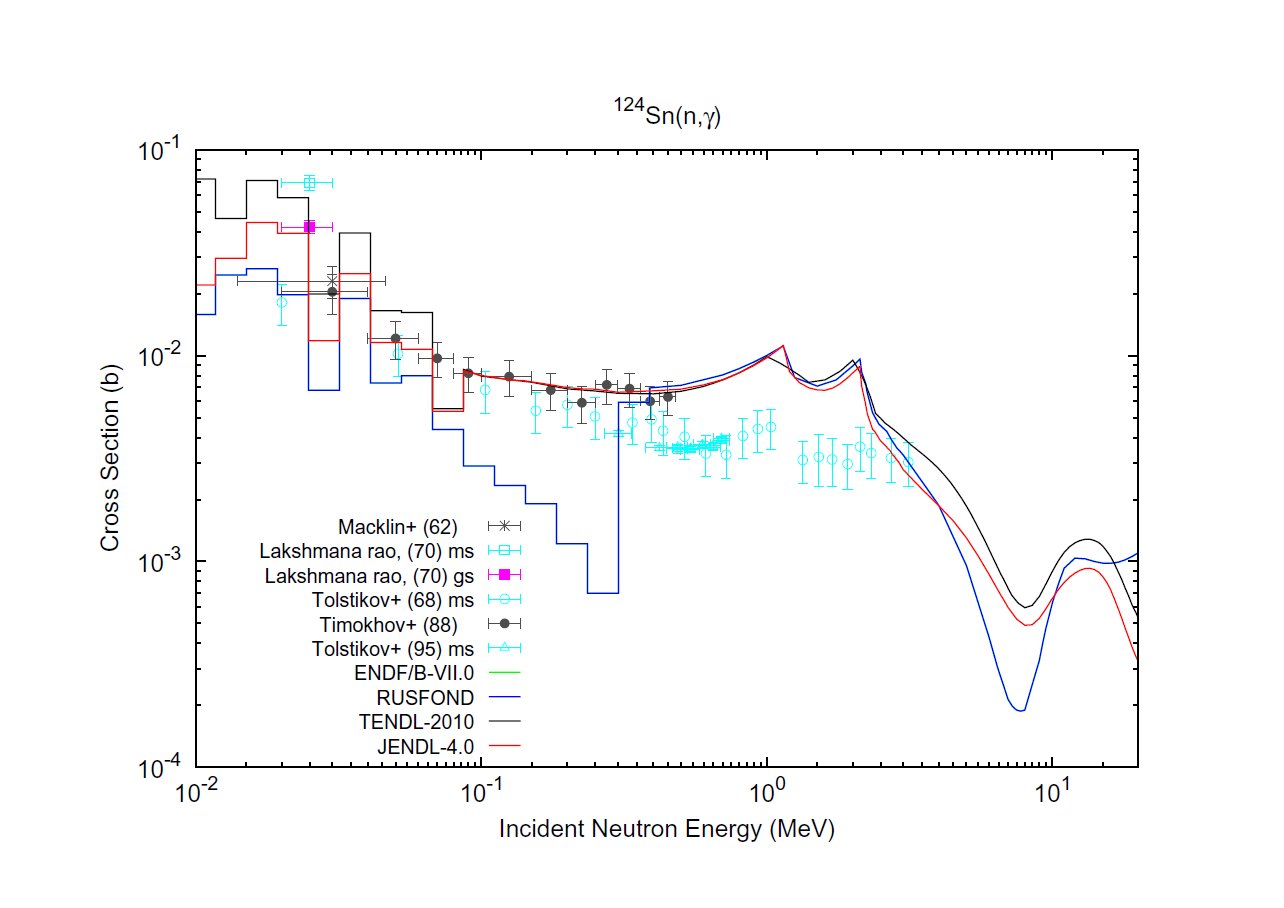 ¹²⁴Sn(n,γ)
10⁻¹
10⁻²
10⁻³
10⁻⁴
Cross Section (b)
Macklin+ (62)
Lakshmana rao, (70) ms
Lakshmana rao, (70) gs
Tolstikov+ (68) ms
Timokhov+ (88)
Tolstikov+ (95) ms
ENDF/B-VII.0
RUSFOND
TENDL-2010
JENDL-4.0
10⁻² 10⁻¹ 10⁰ 10¹
Incident Neutron Energy (MeV)